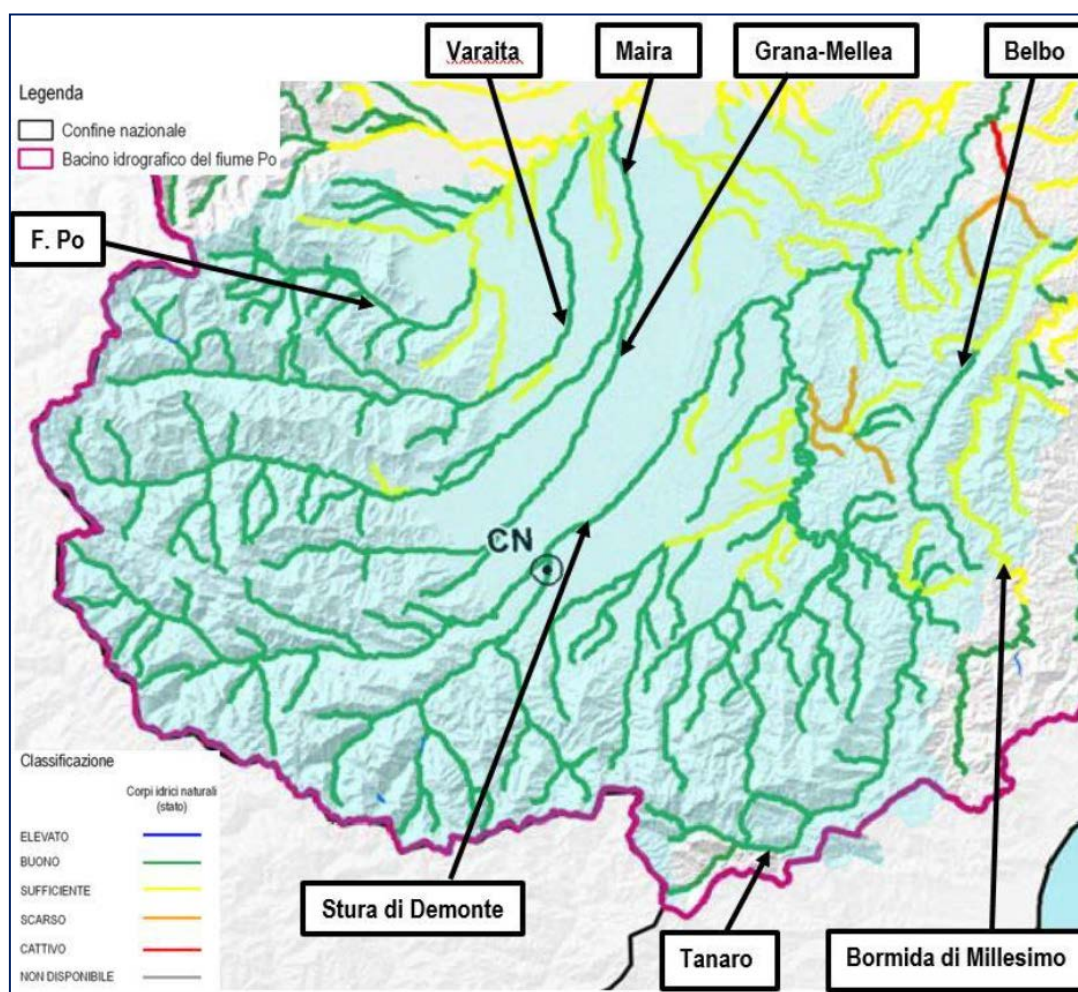 Varaita
Maira
Grana-Mellea
Belbo
Legenda
Confine nazionale
Bacino idrografico del fiume Po
F. Po
CN
Classificazione
Corpi idrici naturali
(stato)
ELEVATO
BUONO
SUFFICIENTE
SCARSO
CATTIVO
NON DISPONIBILE
Stura di Demonte
Tanaro
Bormida di Millesimo